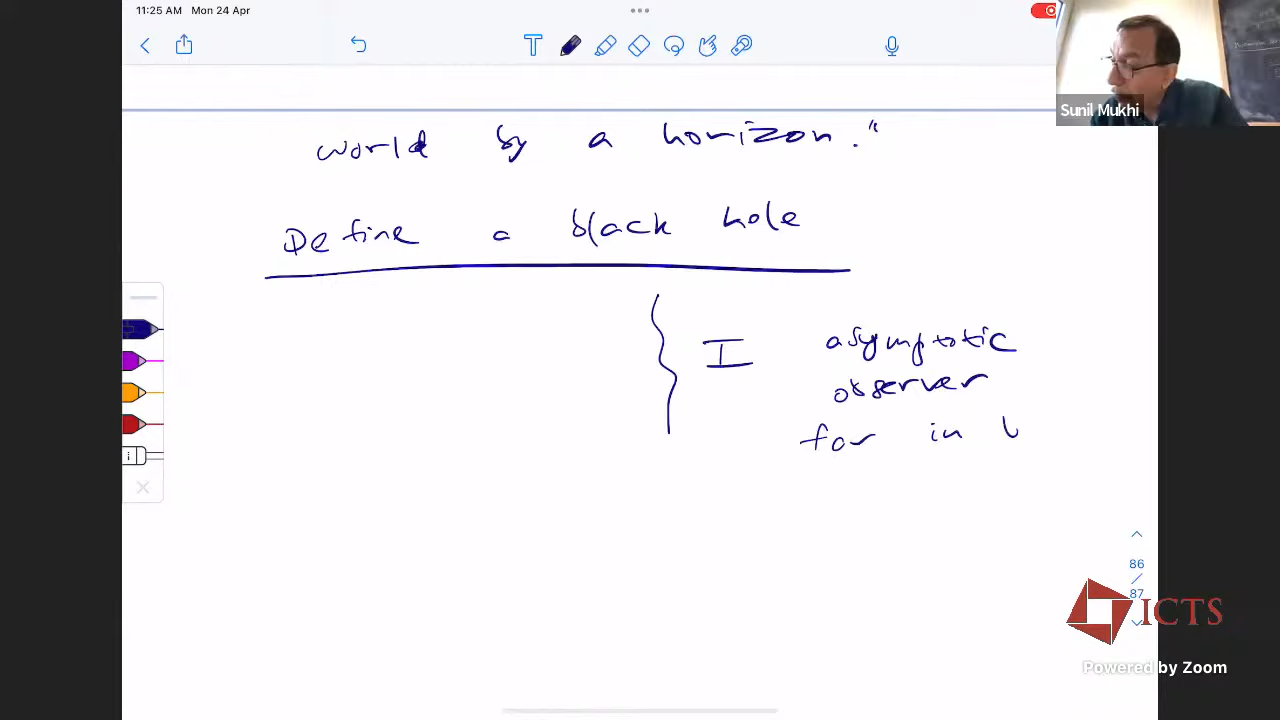 11:25 AM Mon 24 Apr
Sunil Mukhi
world by a horizon."
Define a black hole
I asymptotic
observer
far in
86
/
87
ICTS
Powered by Zoom